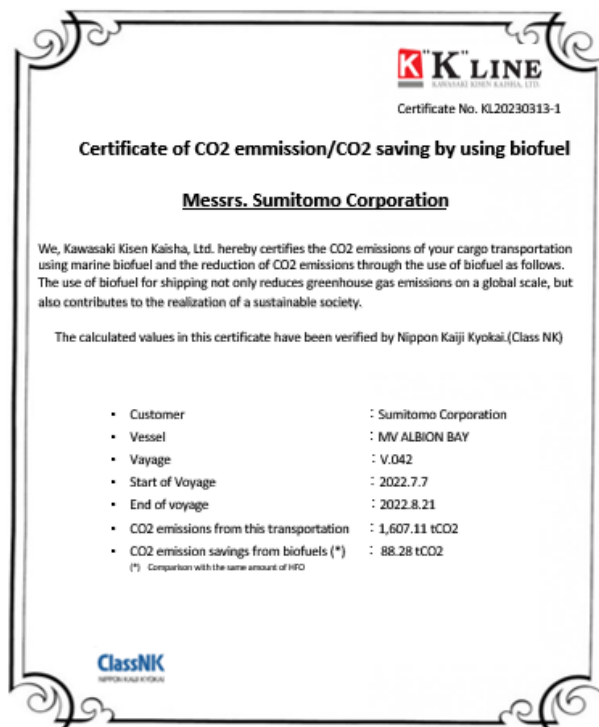 K "K" LINE
KAWASAKI KISEN KAISHA, LTD.
Certificate No. KL20230313-1
Certificate of CO2 emmission/CO2 saving by using biofuel
Messrs. Sumitomo Corporation
We, Kawasaki Kisen Kaisha, Ltd. hereby certifies the CO2 emissions of your cargo transportation
using marine biofuel and the reduction of CO2 emissions through the use of biofuel as follows.
The use of biofuel for shipping not only reduces greenhouse gas emissions on a global scale, but
also contributes to the realization of a sustainable society.
The calculated values in this certificate have been verified by Nippon Kaiji Kyokai.(Class NK)
▪ Customer : Sumitomo Corporation
▪ Vessel : MV ALBION BAY
▪ Vayage : V.042
▪ Start of Voyage : 2022.7.7
▪ End of voyage : 2022.8.21
▪ CO2 emissions from this transportation : 1,607.11 tCO2
▪ CO2 emission savings from biofuels (*) : 88.28 tCO2
(*) Comparison with the same amount of HFO
ClassNK
NIPPON KAIJI KYOKAI